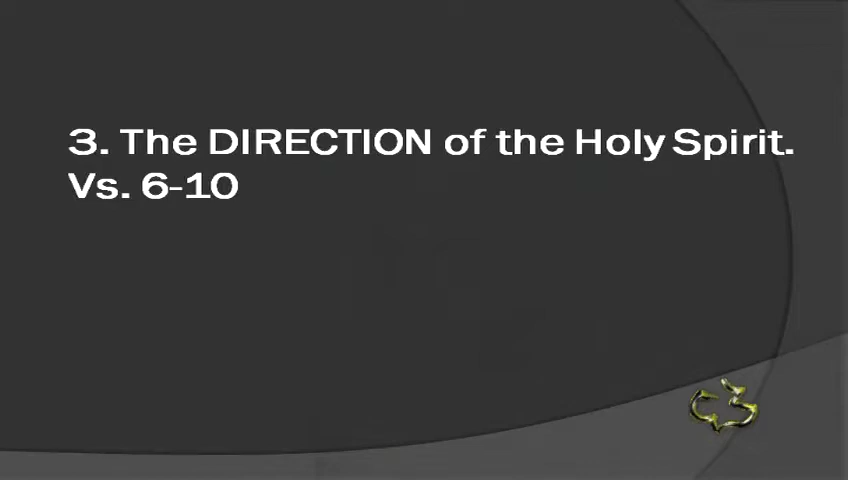 3. The DIRECTION of the Holy Spirit.
Vs. 6-10